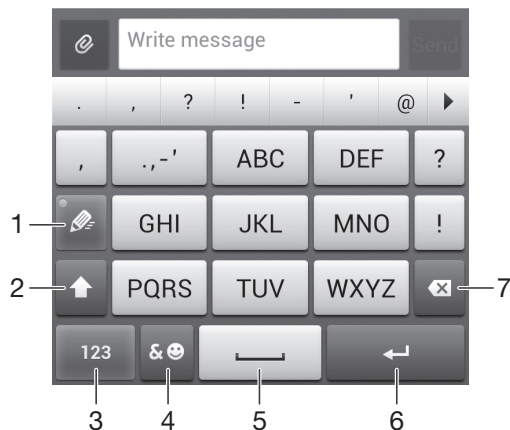 Write message Send
. , ? ! - ' @
, .,-' ABC DEF ?
1 GHI JKL MNO !
2 PQRS TUV WXYZ 7
123 &
3 4 5 6